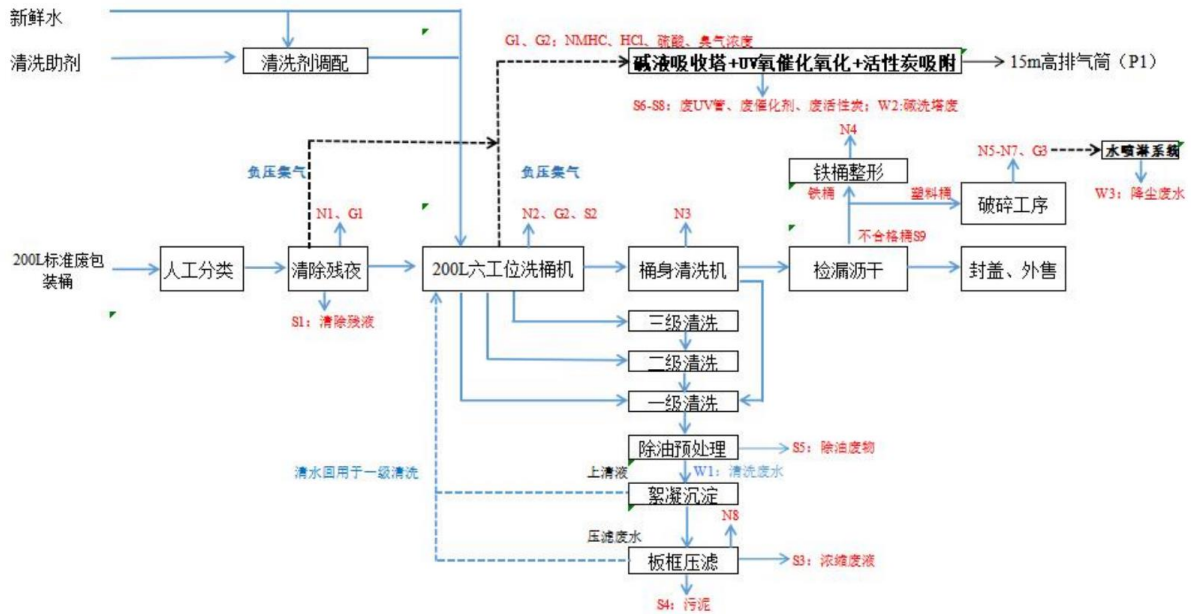 新鲜水
G1、G2；NMHC、HCl、硫酸、臭气浓度
清洗助剂
清洗剂调配
碱液吸收塔+UV氧催化氧化+活性炭吸附
15m高排气筒（P1）
S6-S8：废UV管、废催化剂、废活性炭；W2:碱洗塔废
N4
N5-N7、G3
水喷淋系统
负压集气
负压集气
铁桶整形
铁桶
塑料桶
破碎工序
W3：降尘废水
N1、G1
N2、G2、S2
N3
不合格桶S9
200L标准废包
装桶
人工分类
清除残夜
200L六工位洗桶机
桶身清洗机
检漏沥干
封盖、外售
S1：清除残液
三级清洗
二级清洗
一级清洗
除油预处理
S5：除油废物
清水回用于一级清洗
上清液
W1：清洗废水
絮凝沉淀
N8
压滤废水
板框压滤
S3：浓缩废液
S4：污泥